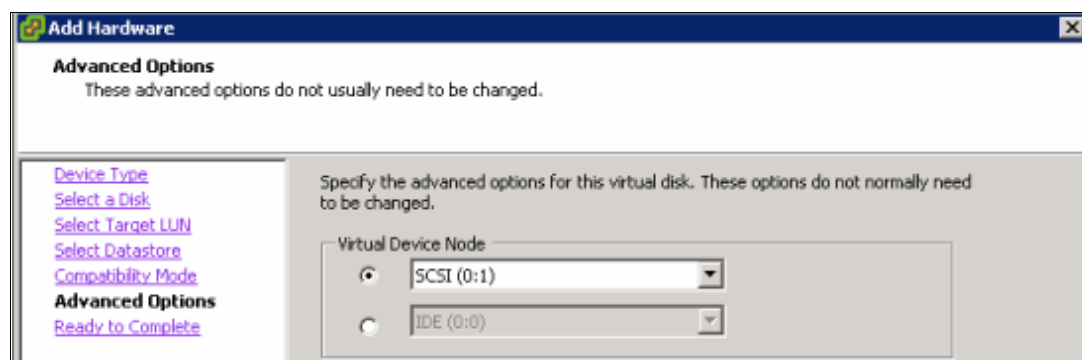 Add Hardware
Advanced Options
These advanced options do not usually need to be changed.
Device Type
Select a Disk
Select Target LUN
Select Datastore
Compatibility Mode
Advanced Options
Ready to Complete
Specify the advanced options for this virtual disk. These options do not normally need
to be changed.
Virtual Device Node
SCSI (0:1)
IDE (0:0)